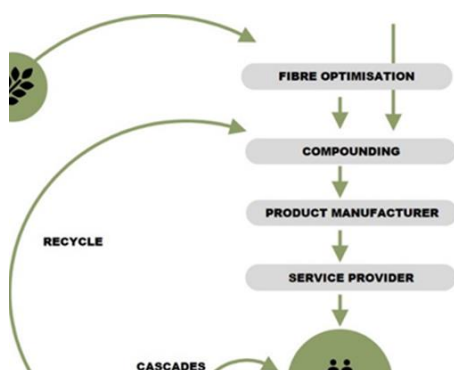 FIBRE OPTIMISATION
COMPOUNDING
PRODUCT MANUFACTURER
RECYCLE
SERVICE PROVIDER
CASCADES